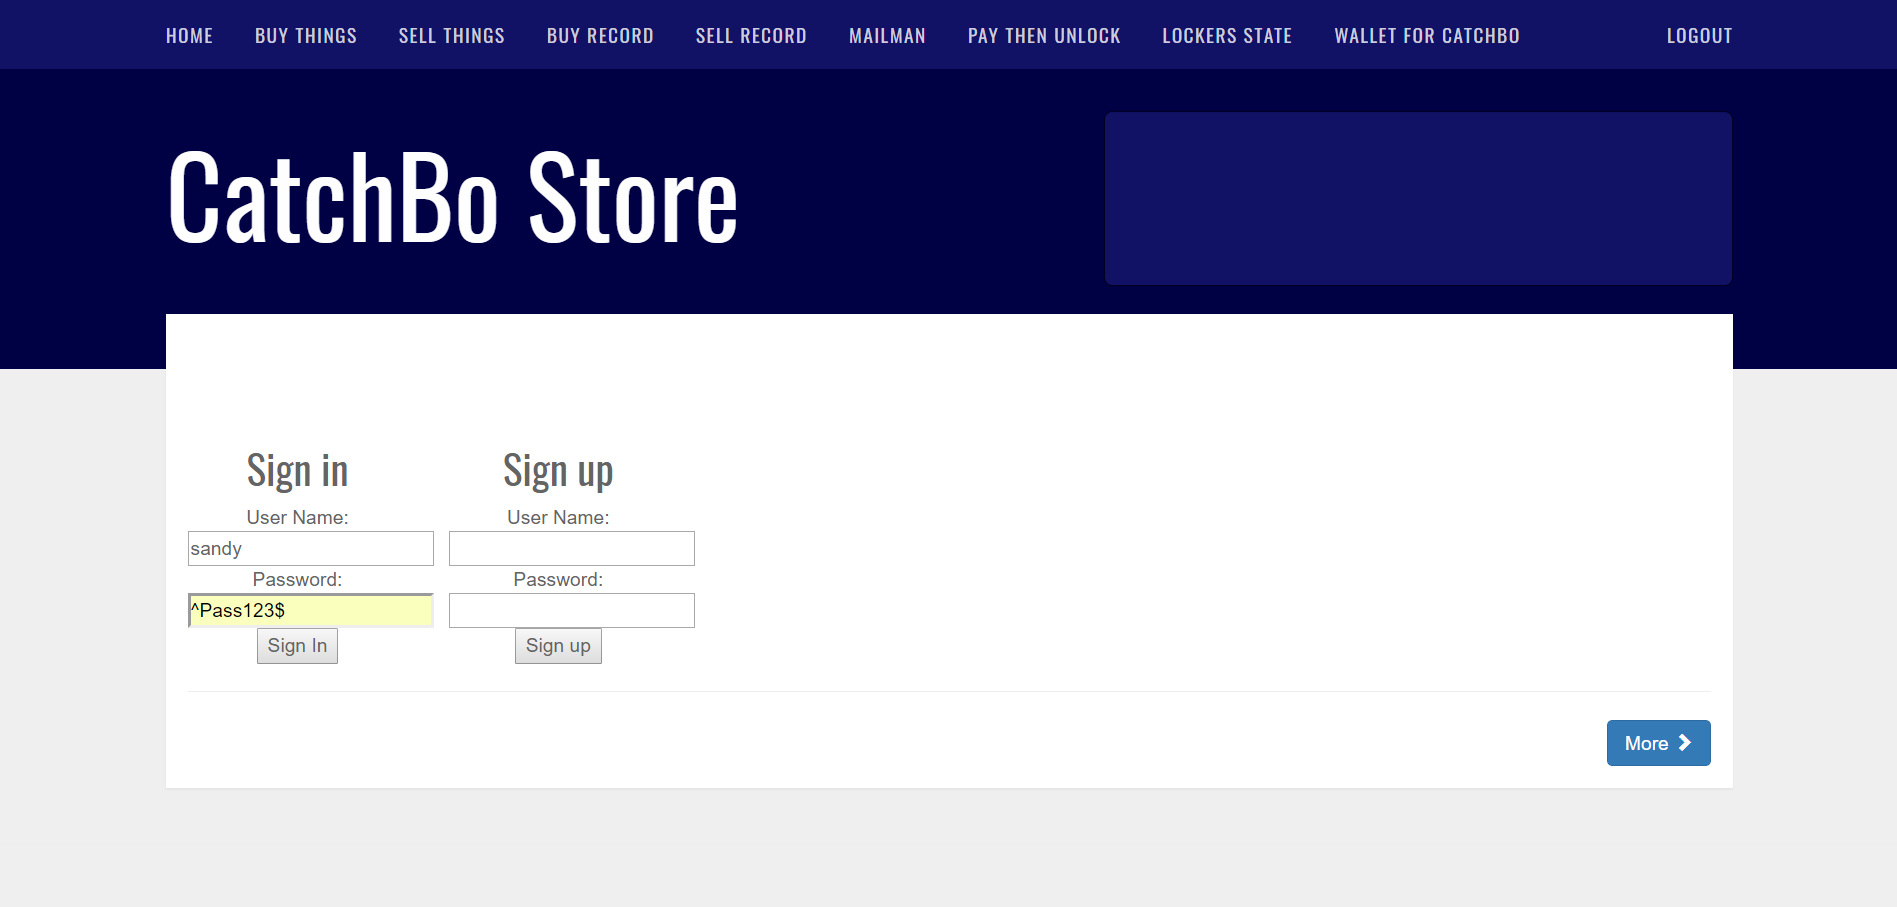 HOME BUY THINGS SELL THINGS BUY RECORD SELL RECORD MAILMAN PAY THEN UNLOCK LOCKERS STATE WALLET FOR CATCHBO LOGOUT
CatchBo Store
Sign in
User Name:
sandy
Password:
^Pass123$
Sign In
Sign up
User Name:
Password:
Sign up
More